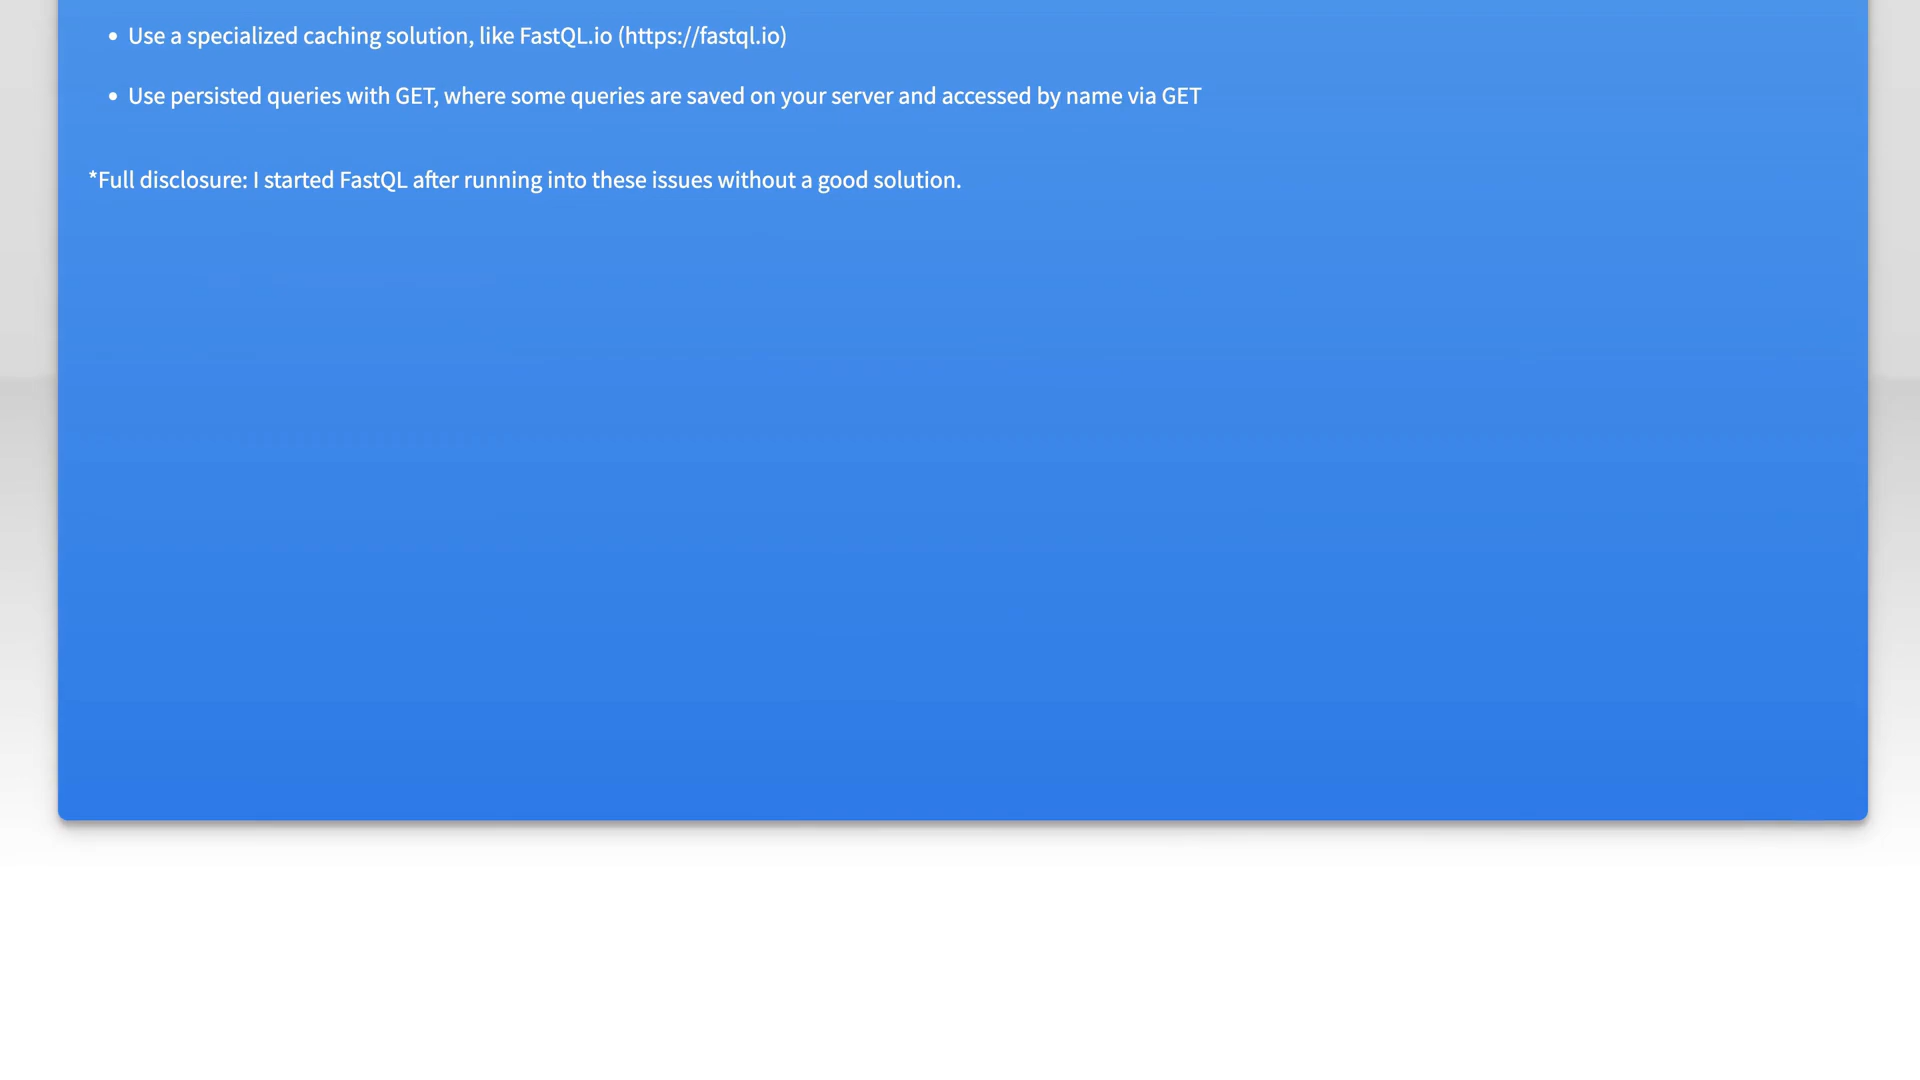 • Use a specialized caching solution, like FastQL.io (https://fastql.io)
• Use persisted queries with GET, where some queries are saved on your server and accessed by name via GET
*Full disclosure: I started FastQL after running into these issues without a good solution.